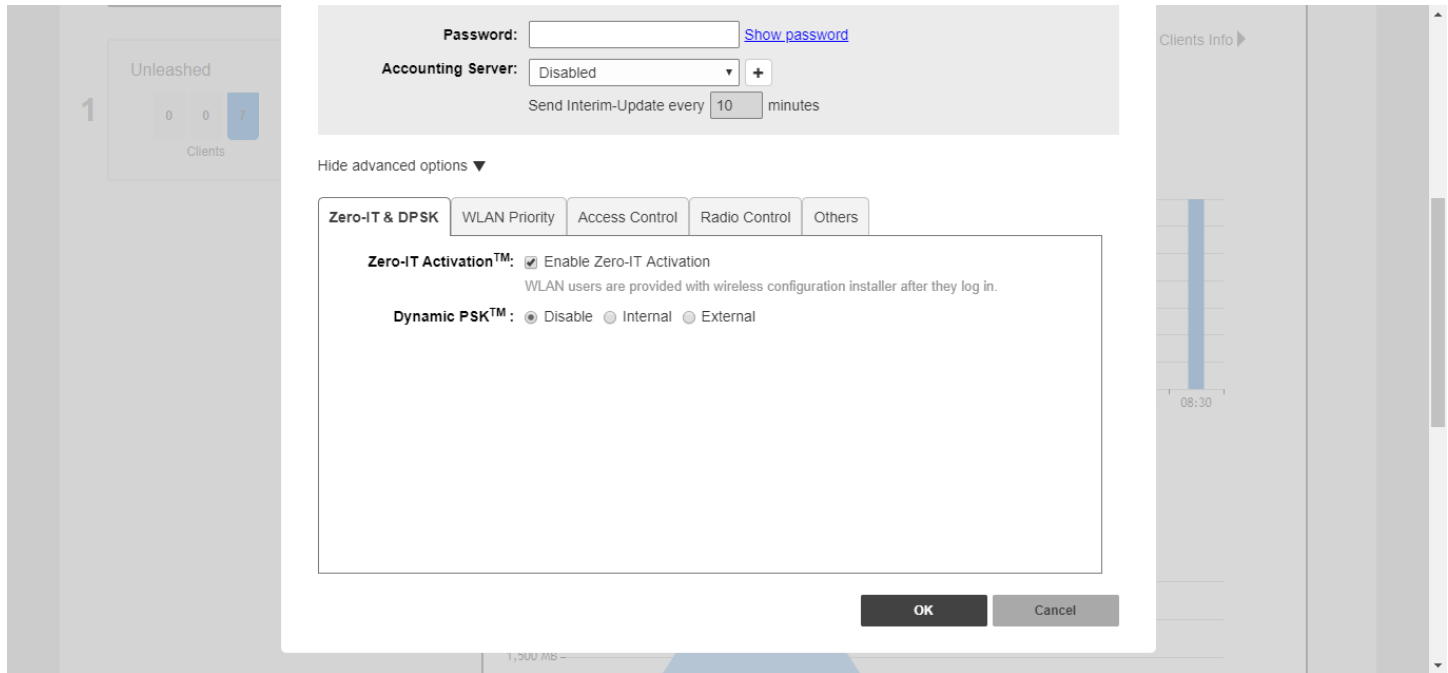 Password: Show password
Clients Info
Unleashed
Accounting Server: Disabled +
1
Send Interim-Update every 10 minutes
0 0 7
Clients
Hide advanced options
Zero-IT & DPSK WLAN Priority Access Control Radio Control Others
Zero-IT Activation™: Enable Zero-IT Activation
WLAN users are provided with wireless configuration installer after they log in.
Dynamic PSK™ : Disable Internal External
08:30
OK Cancel
1,500 MB